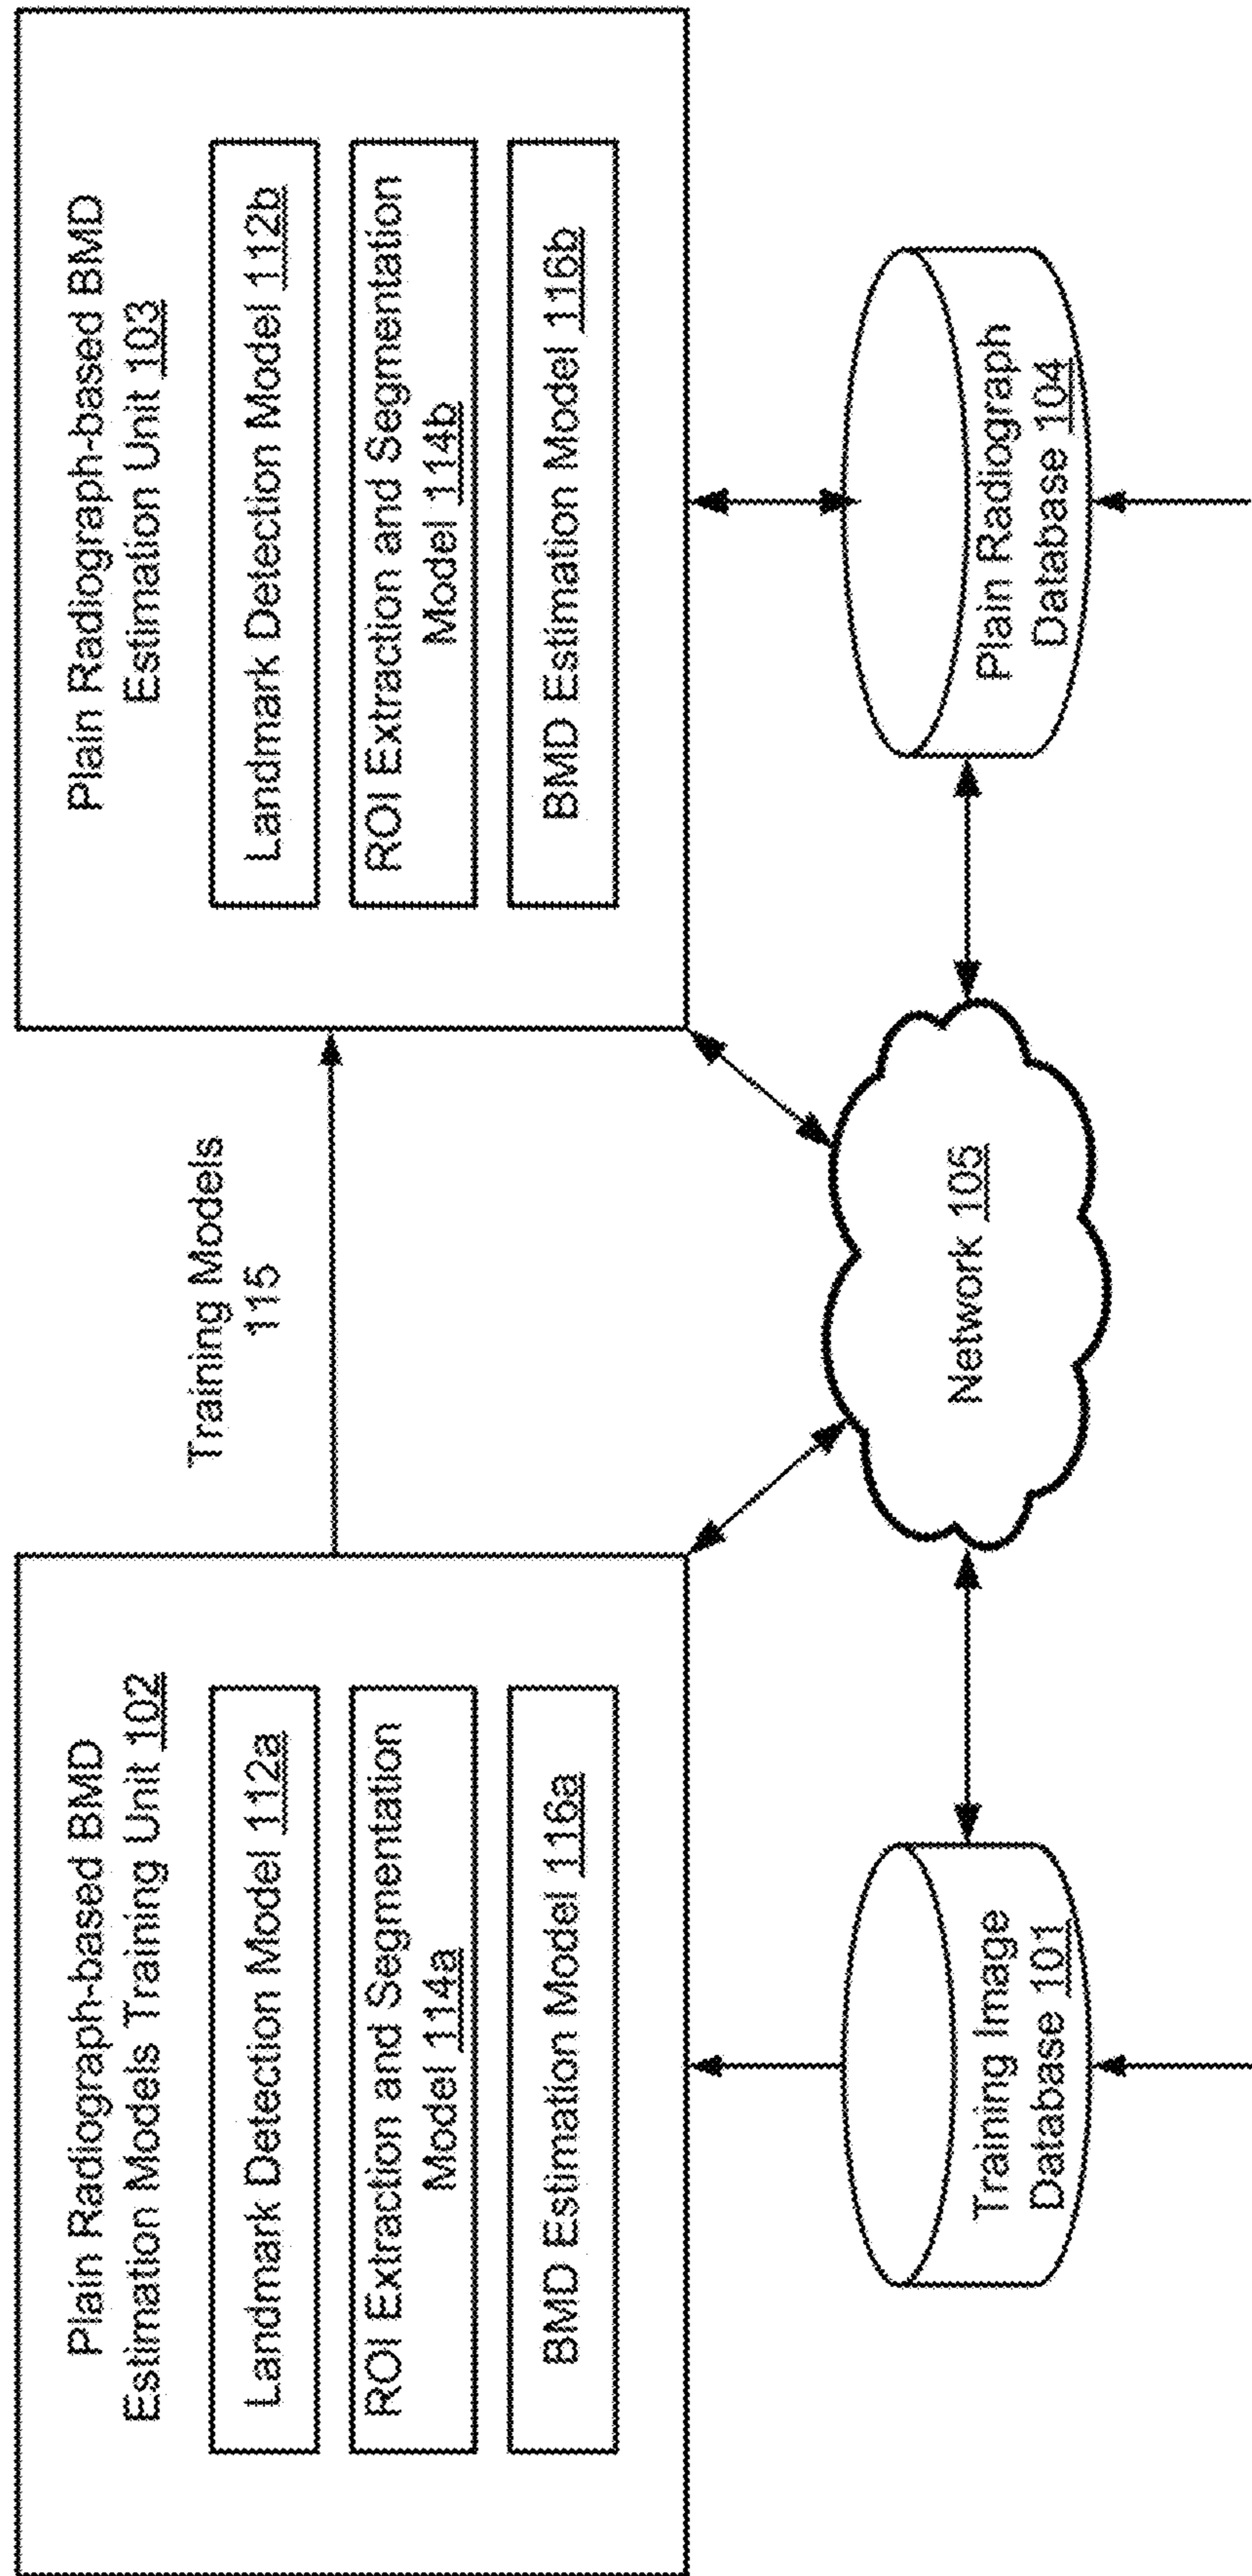 Plain Radiograph-based BMD
Estimation Models Training Unit 102
Landmark Detection Model 112a
ROI Extraction and Segmentation
Model 114a
BMD Estimation Model 116a
Training Models
115
Plain Radiograph-based BMD
Estimation Unit 103
Landmark Detection Model 112b
ROI Extraction and Segmentation
Model 114b
BMD Estimation Model 116b
Training Image
Database 101
Network 105
Plain Radiograph
Database 104